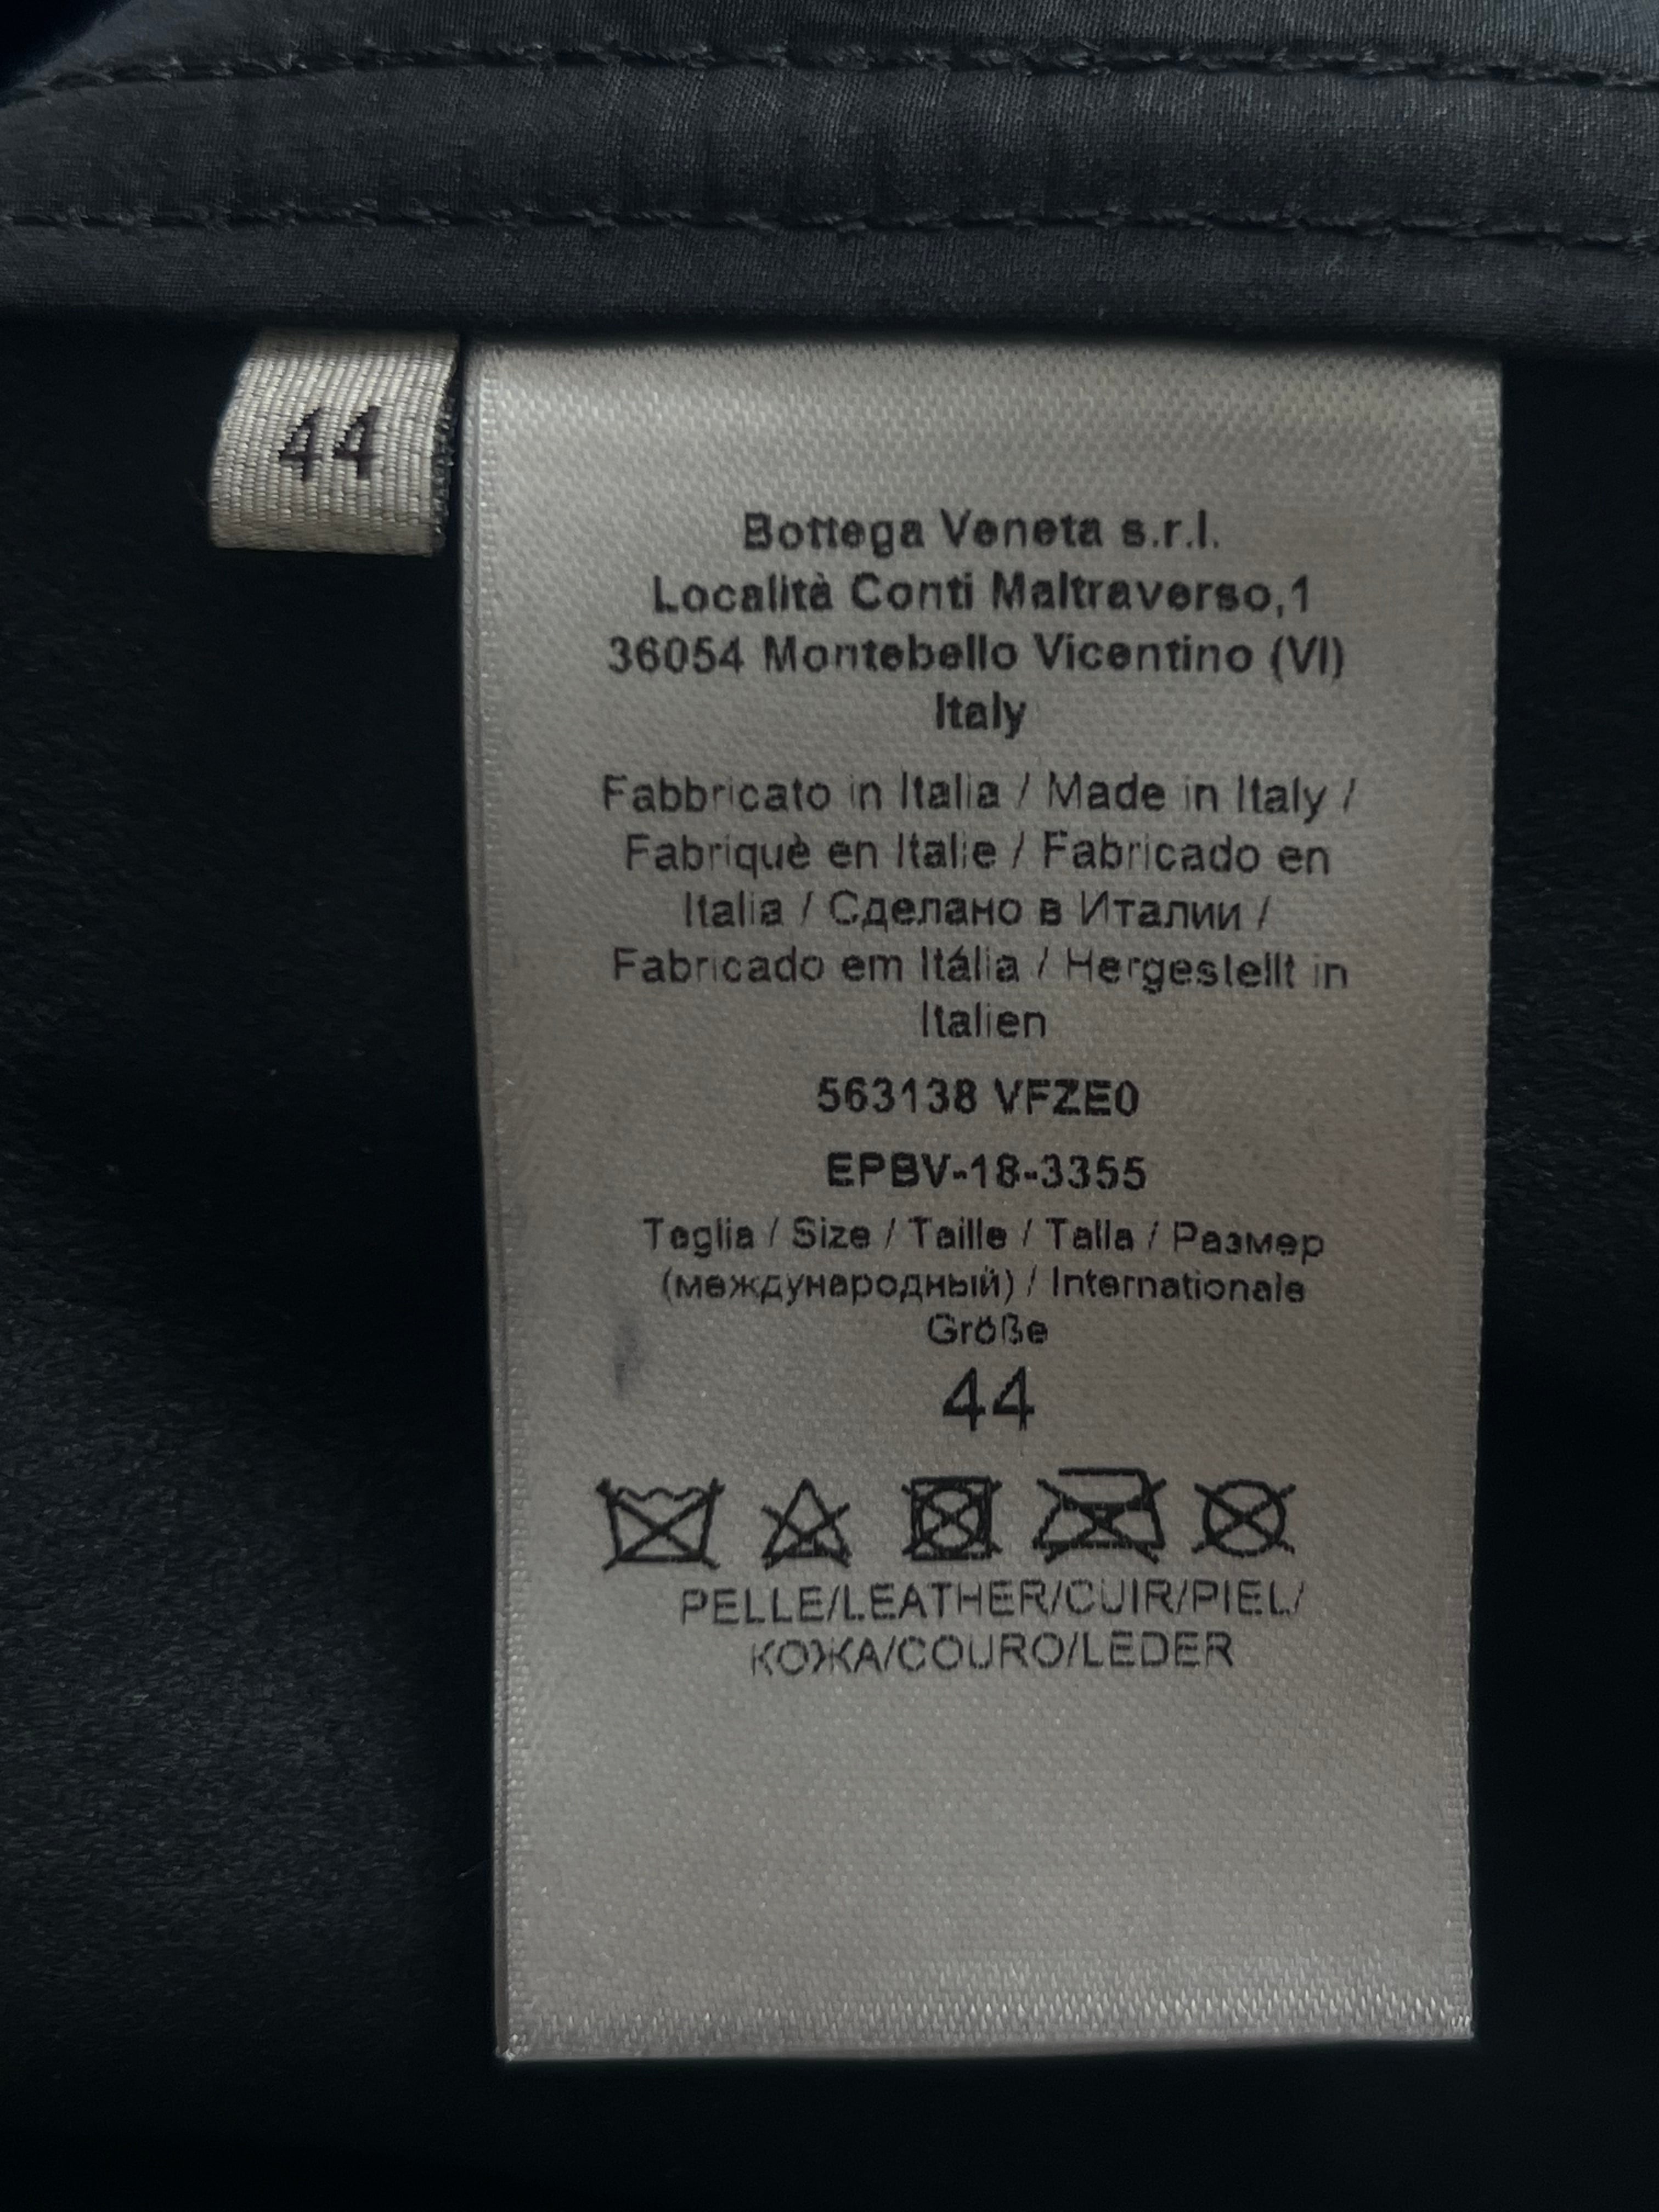 44
Bottega Veneta s.r.l.
Località Conti Maltraverso,1
36054 Montebello Vicentino (VI)
Italy
Fabbricato in Italia / Made in Italy /
Fabriqué en Italie / Fabricado en
Italia / Сделано в Италии /
Fabricado em Itália / Hergestellt in
Italien
563138 VFZE0
EPBV-18-3355
Taglia / Size / Taille / Talla / Размер
(международный) / Internationale
Größe
44
PELLE/LEATHER/CUIR/PIEL/
КОЖА/COURO/LEDER